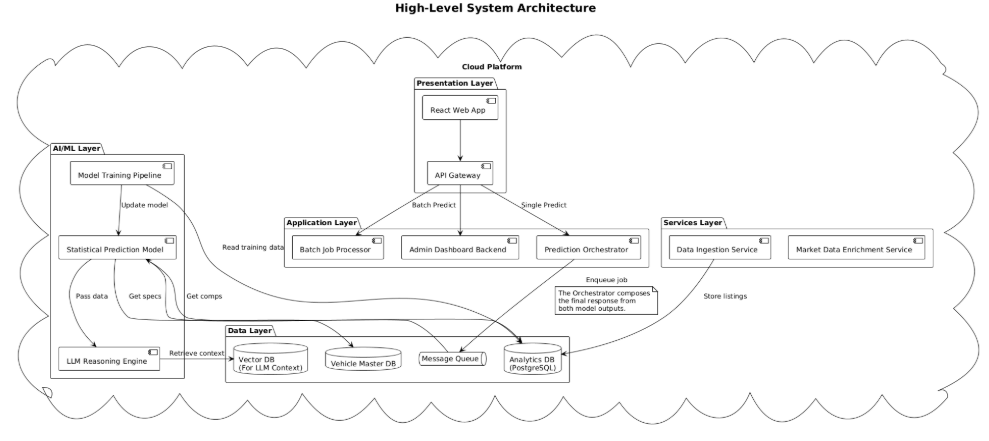 High-Level System Architecture
Cloud Platform
Presentation Layer
React Web App
API Gateway
AI/ML Layer
Model Training Pipeline
Update model
Batch Predict
Single Predict
Application Layer
Services Layer
Statistical Prediction Model
Read training data
Batch Job Processor
Admin Dashboard Backend
Prediction Orchestrator
Data Ingestion Service
Market Data Enrichment Service
Pass data
Get specs
Get comps
Enqueue job
The Orchestrator composes
the final response from
both model outputs.
Store listings
Data Layer
LLM Reasoning Engine
Retrieve context
Vector DB
(For LLM Context)
Vehicle Master DB
Message Queue
Analytics DB
(PostgreSQL)